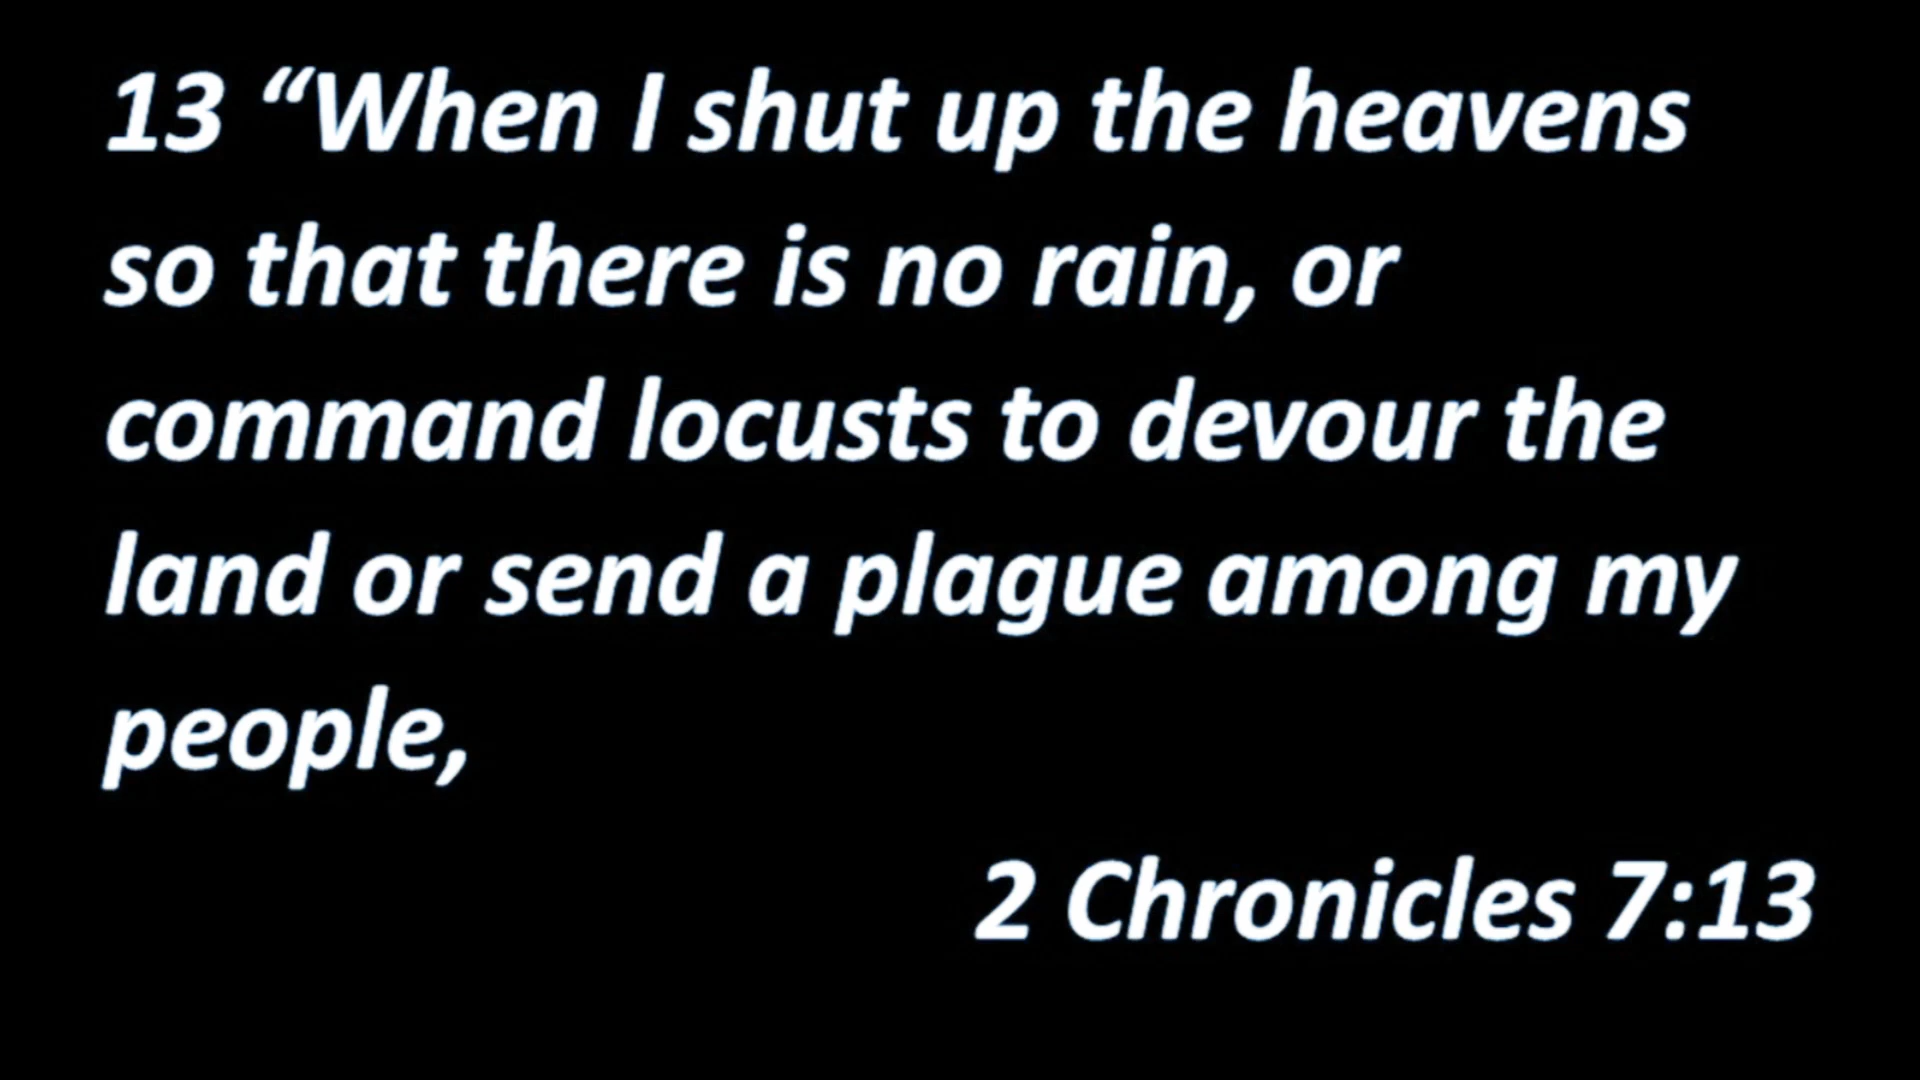 13 “When I shut up the heavens
so that there is no rain, or
command locusts to devour the
land or send a plague among my
people,
2 Chronicles 7:13